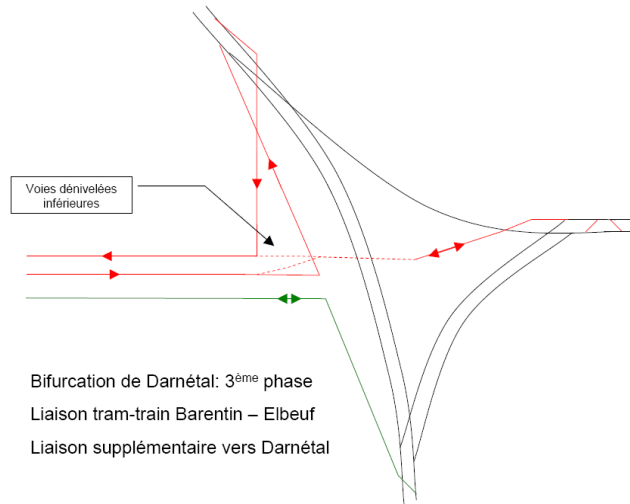 Voies dénivelées
inférieures
Bifurcation de Darnétal: 3ème phase
Liaison tram-train Barentin – Elbeuf
Liaison supplémentaire vers Darnétal